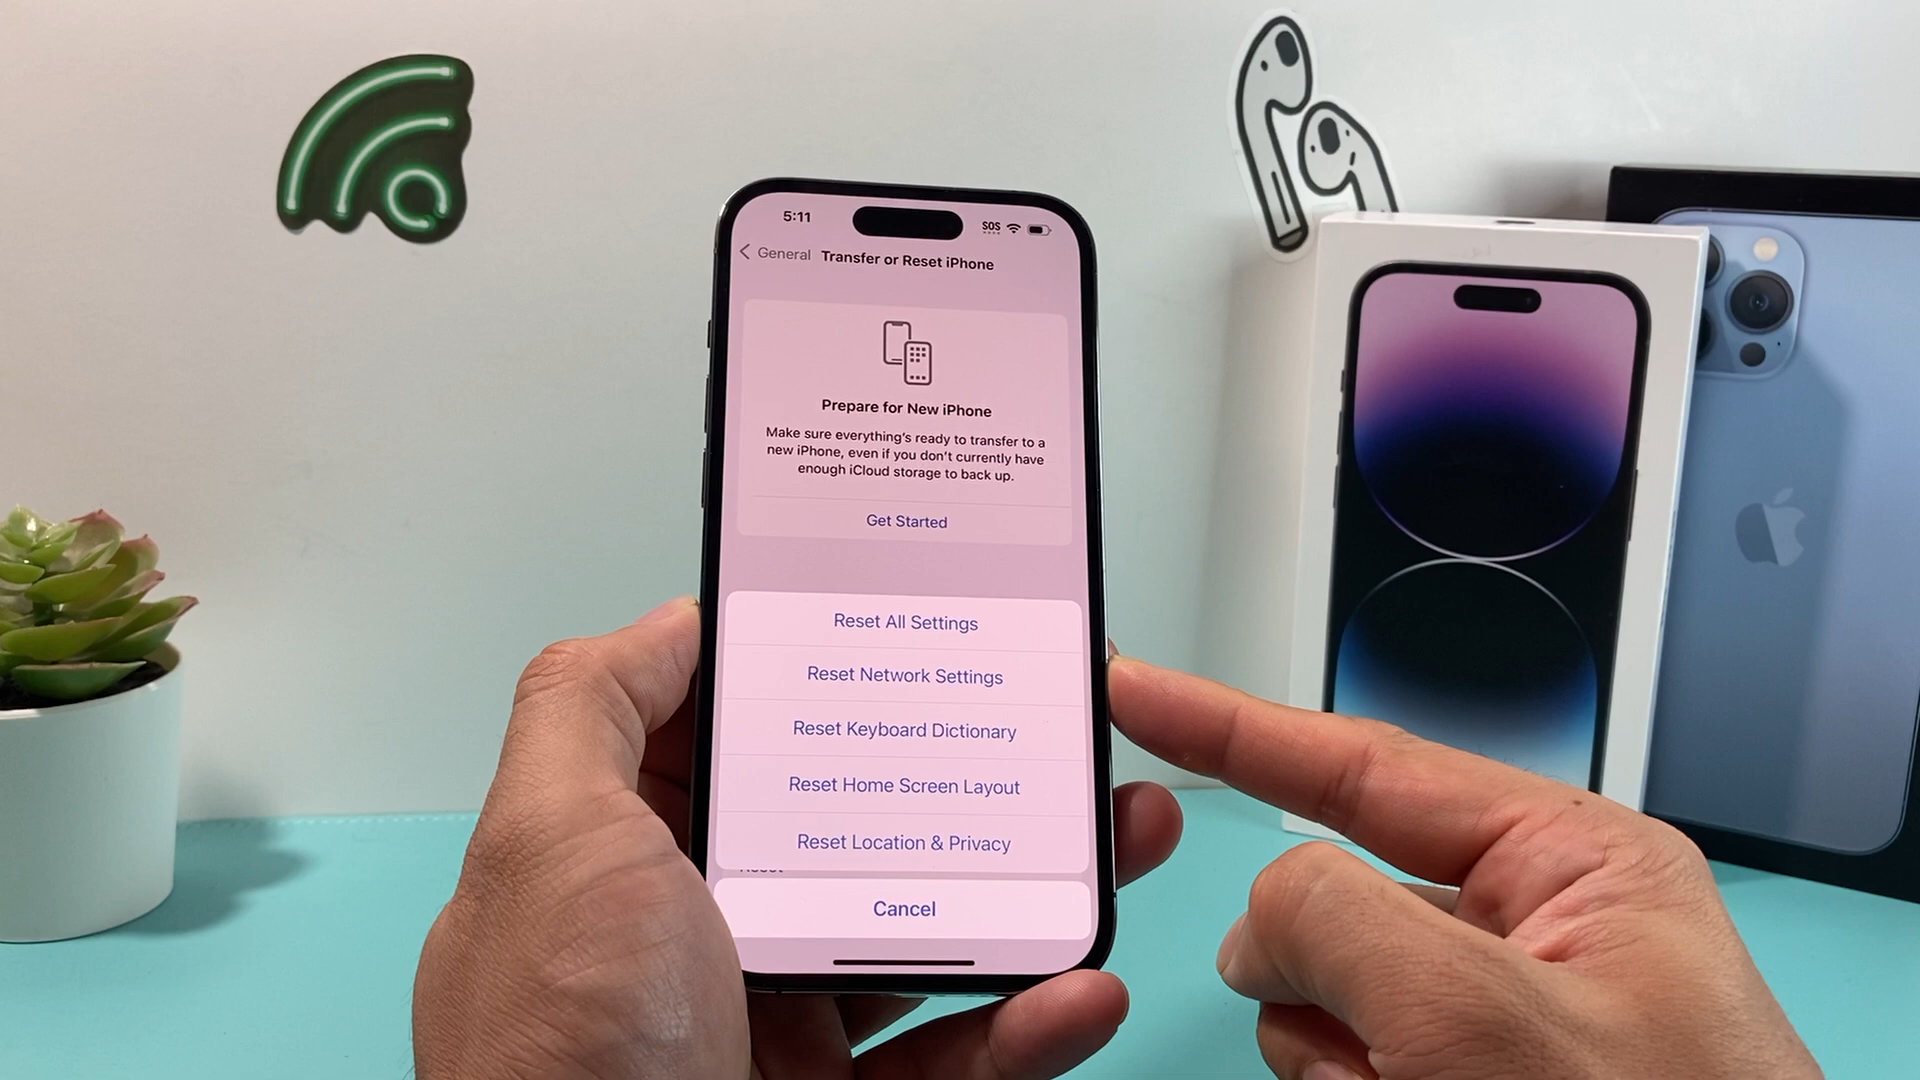 5:11
SOS
General
Transfer or Reset iPhone
Prepare for New iPhone
Make sure everything's ready to transfer to a
new iPhone, even if you don't currently have
enough iCloud storage to back up.
Get Started
Reset All Settings
Reset Network Settings
Reset Keyboard Dictionary
Reset Home Screen Layout
Reset Location & Privacy
Reset
Cancel